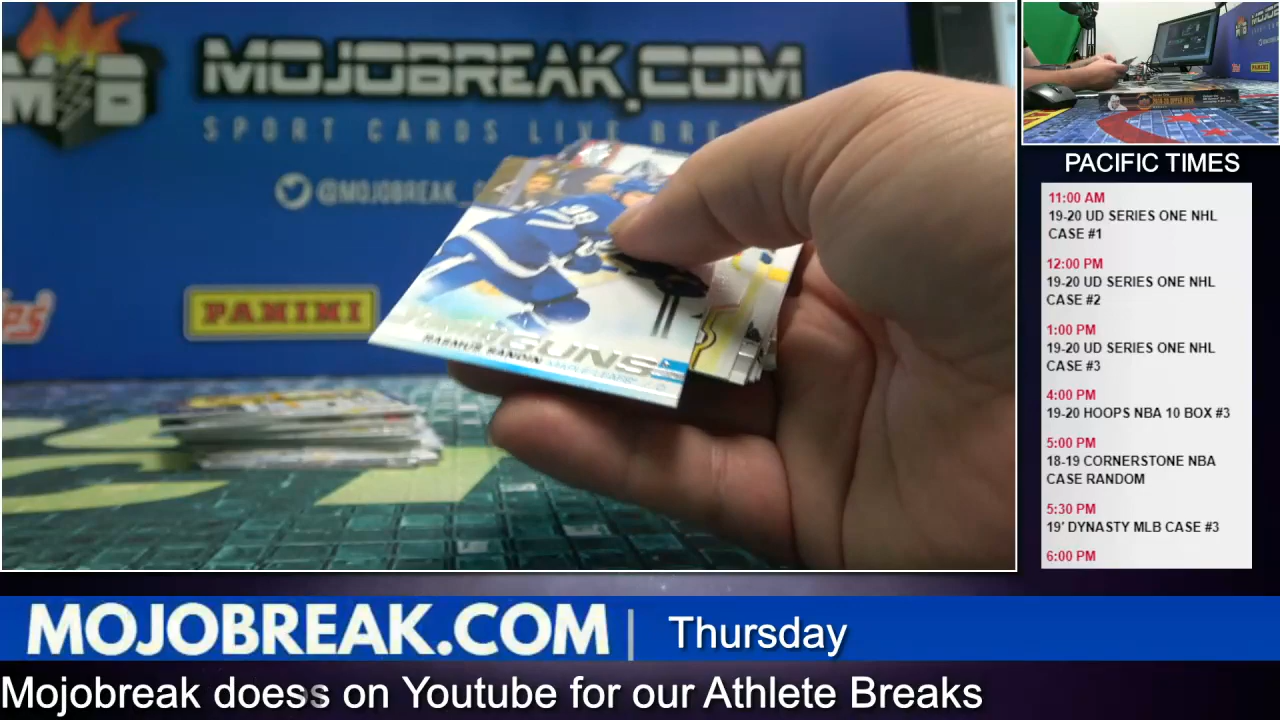 MOJOBREAK.COM
SPORT CARDS LIVE BRE
@MOJOBREAK_
PANINI
YOUNG GUNS
RASMUS SANDIN MAPLE LEAFS
PACIFIC TIMES
11:00 AM
19-20 UD SERIES ONE NHL
CASE #1
12:00 PM
19-20 UD SERIES ONE NHL
CASE #2
1:00 PM
19-20 UD SERIES ONE NHL
CASE #3
4:00 PM
19-20 HOOPS NBA 10 BOX #3
5:00 PM
18-19 CORNERSTONE NBA
CASE RANDOM
5:30 PM
19' DYNASTY MLB CASE #3
6:00 PM
MOJOBREAK.COM | Thursday
Mojobreak doess on Youtube for our Athlete Breaks